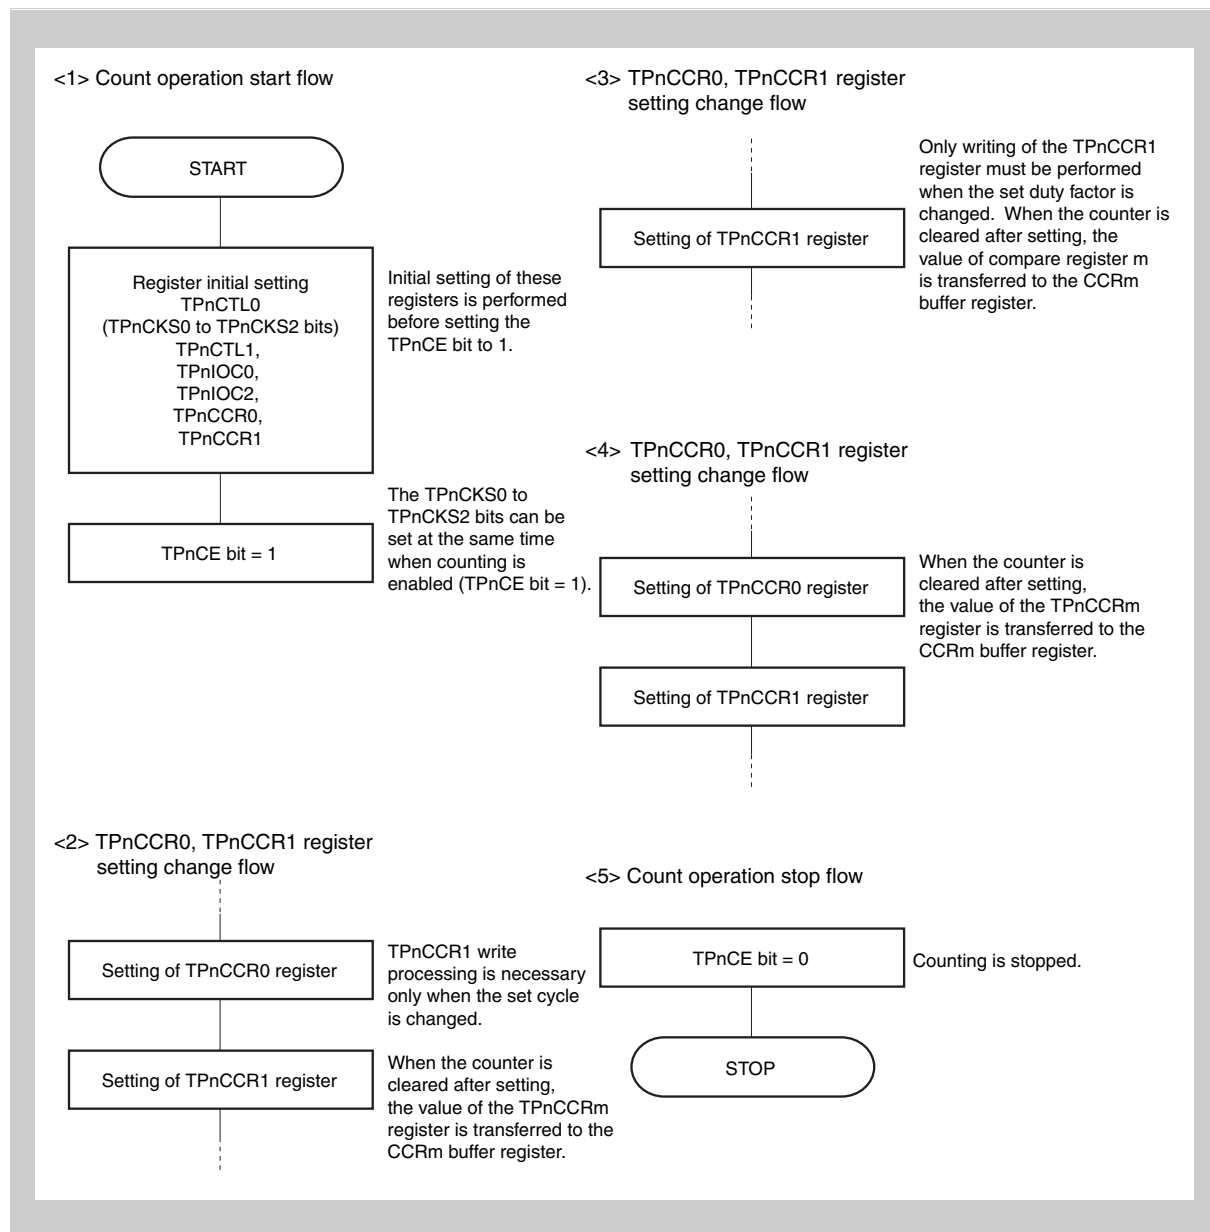 <1> Count operation start flow
START
Register initial setting
TPnCTL0
(TPnCKS0 to TPnCKS2 bits)
TPnCTL1,
TPnIOC0,
TPnIOC2,
TPnCCR0,
TPnCCR1
Initial setting of these
registers is performed
before setting the
TPnCE bit to 1.
TPnCE bit = 1
The TPnCKS0 to
TPnCKS2 bits can be
set at the same time
when counting is
enabled (TPnCE bit = 1).
<2> TPnCCR0, TPnCCR1 register
setting change flow
Setting of TPnCCR0 register
TPnCCR1 write
processing is necessary
only when the set cycle
is changed.
Setting of TPnCCR1 register
When the counter is
cleared after setting,
the value of the TPnCCRm
register is transferred to the
CCRm buffer register.
<3> TPnCCR0, TPnCCR1 register
setting change flow
Setting of TPnCCR1 register
Only writing of the TPnCCR1
register must be performed
when the set duty factor is
changed.  When the counter is
cleared after setting, the
value of compare register m
is transferred to the CCRm
buffer register.
<4> TPnCCR0, TPnCCR1 register
setting change flow
Setting of TPnCCR0 register
When the counter is
cleared after setting,
the value of the TPnCCRm
register is transferred to the
CCRm buffer register.
Setting of TPnCCR1 register
<5> Count operation stop flow
TPnCE bit = 0
Counting is stopped.
STOP